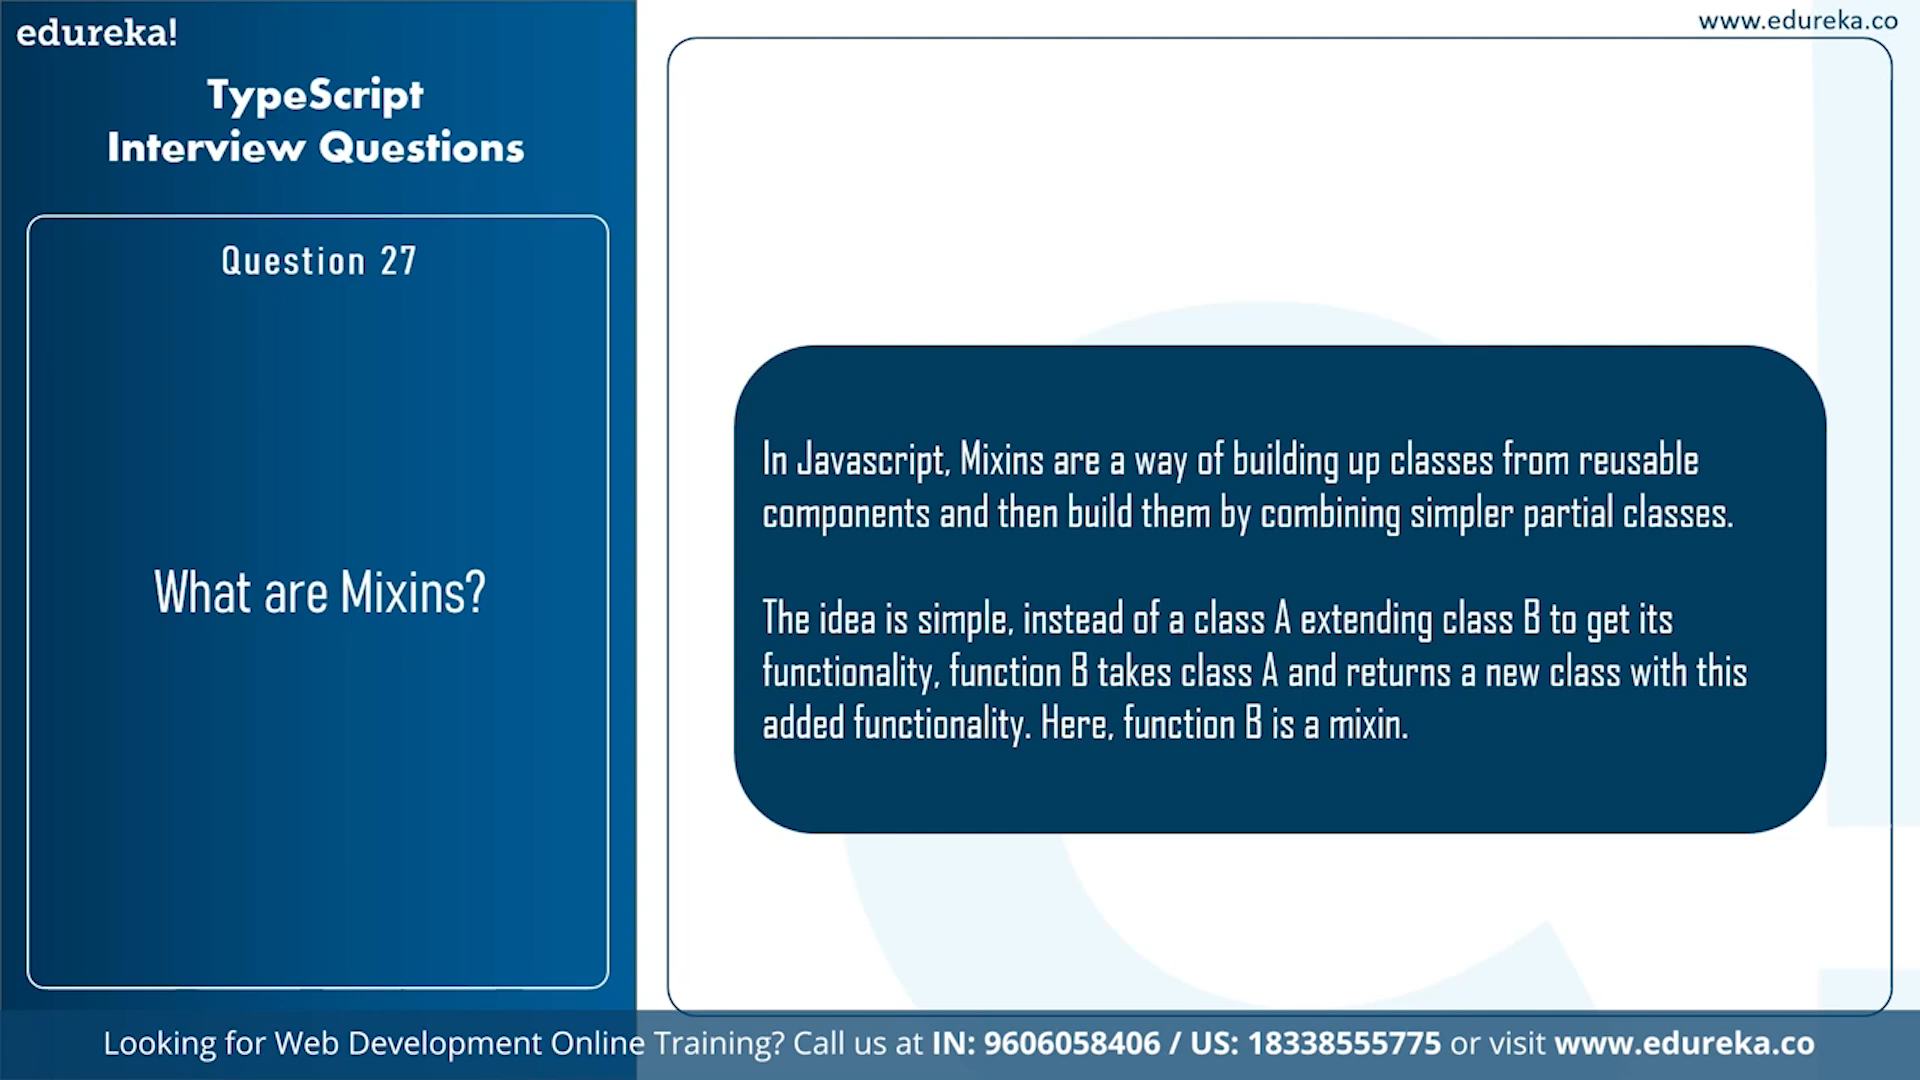 edureka!
www.edureka.co
TypeScript
Interview Questions
Question 27
What are Mixins?
In Javascript, Mixins are a way of building up classes from reusable
components and then build them by combining simpler partial classes.
The idea is simple, instead of a class A extending class B to get its
functionality, function B takes class A and returns a new class with this
added functionality. Here, function B is a mixin.
Looking for Web Development Online Training? Call us at IN: 9606058406 / US: 18338555775 or visit www.edureka.co